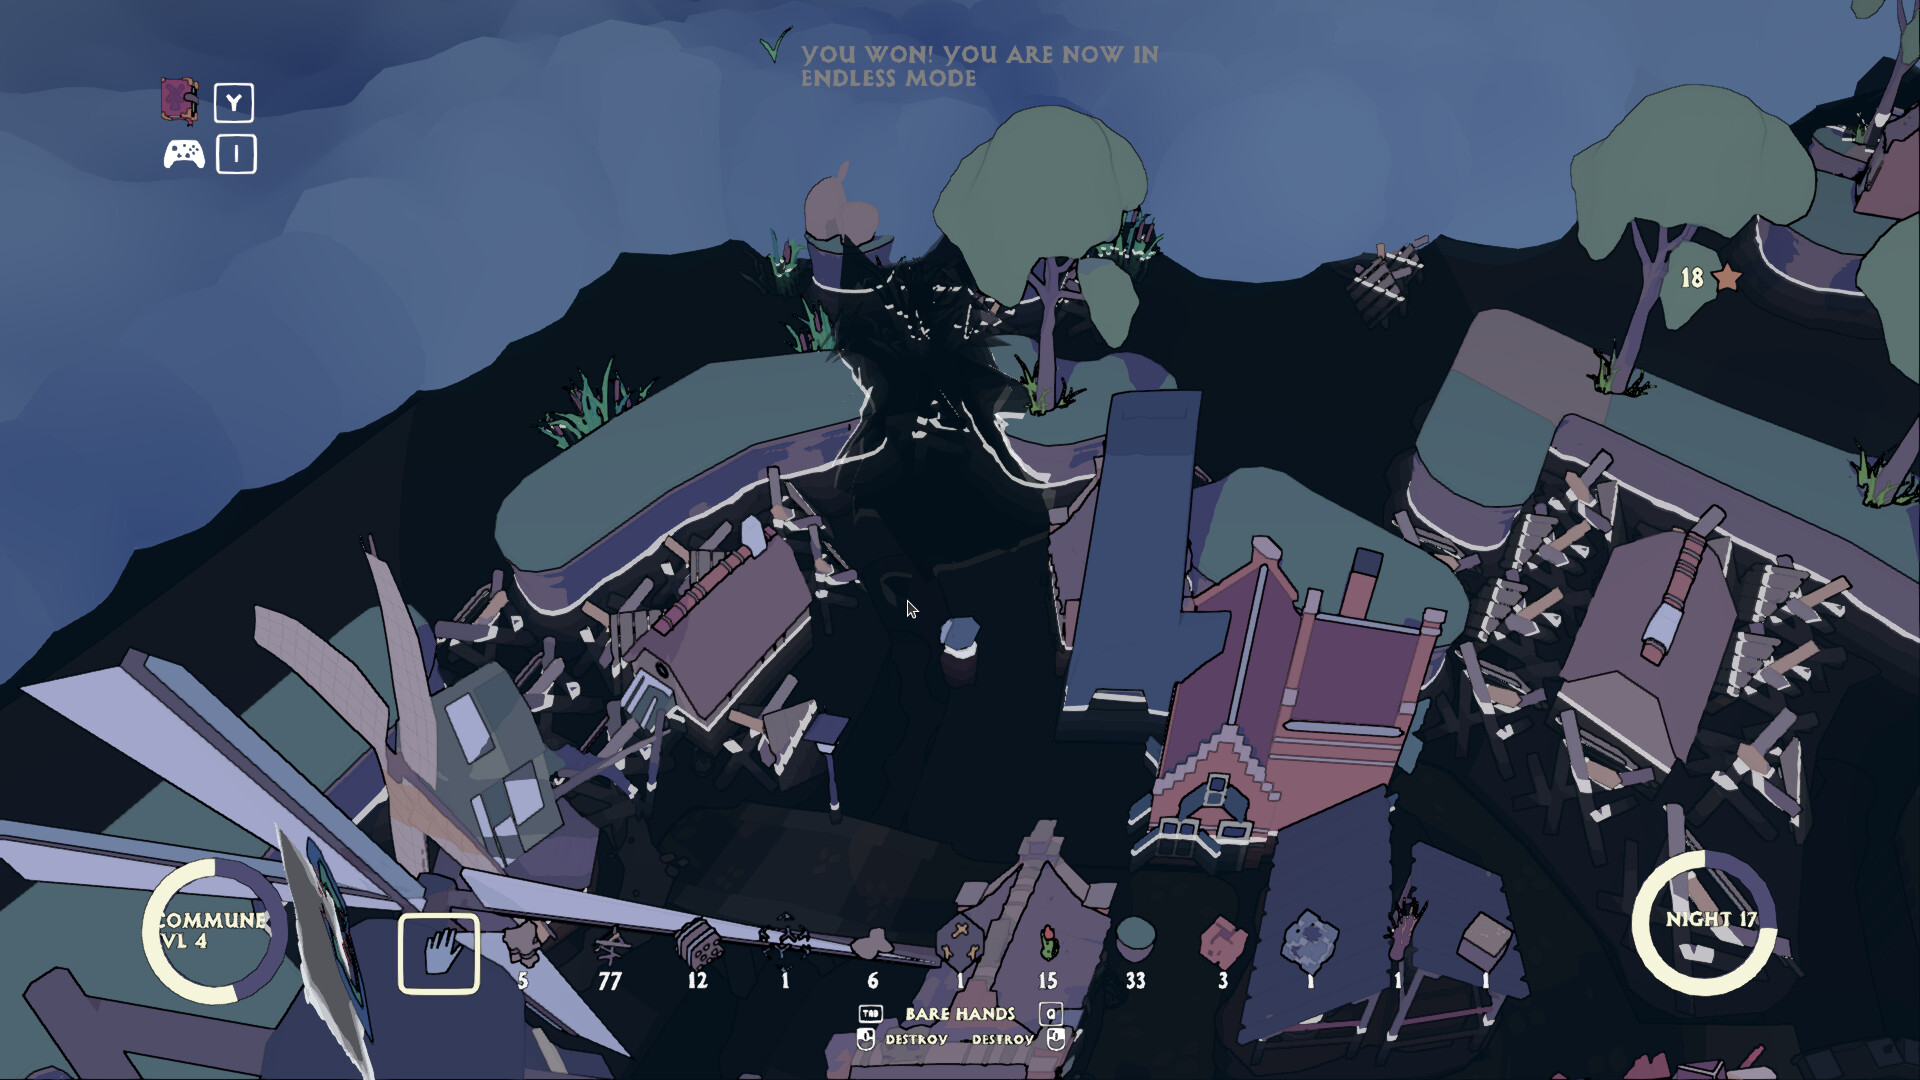 YOU WON! YOU ARE NOW IN
ENDLESS MODE
Y
I
18
COMMUNE
VL 4
NIGHT 17
5
77
12
1
6
1
15
33
3
1
1
1
TAB
BARE HANDS
Q
DESTROY
DESTROY